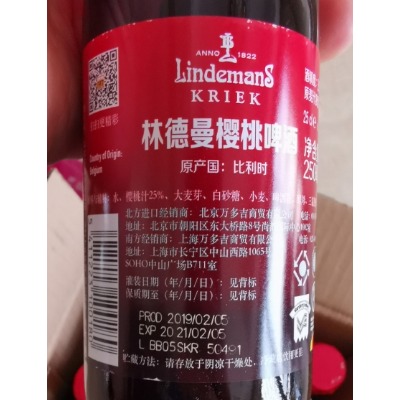 ANNO 1822
LindemanS
KRIEK
林德曼樱桃啤酒
原产国：比利时
Country of Origin:
Belgium
25 cl
水、樱桃汁25%、大麦芽、白砂糖、小麦、
北方进口经销商：北京万多吉商贸有限公司
地址：北京市朝阳区东大桥路8号
南方经销商：上海万多吉商贸有限公司
地址：上海市长宁区中山西路1065号
SOHO中山广场B711室
灌装日期（年/月/日）：见背标
保质期至（年/月/日）：见背标
PROD 2019/02/05
EXP 2021/02/05
L BB05SKR 50491
贮藏方法：请存放于阴凉干燥处